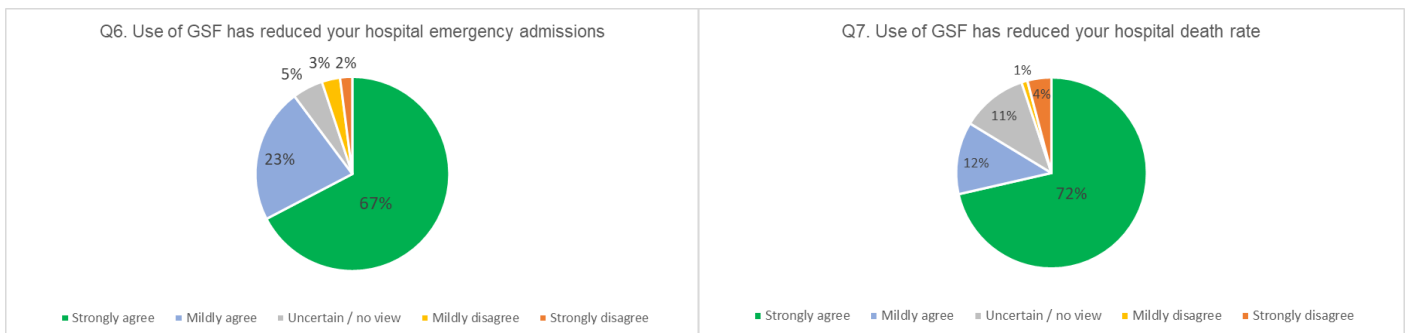 Q6. Use of GSF has reduced your hospital emergency admissions
3% 2%
5%
23%
67%
Strongly agree Mildly agree Uncertain / no view Mildly disagree Strongly disagree
Q7. Use of GSF has reduced your hospital death rate
1%
4%
11%
12%
72%
Strongly agree Mildly agree Uncertain / no view Mildly disagree Strongly disagree